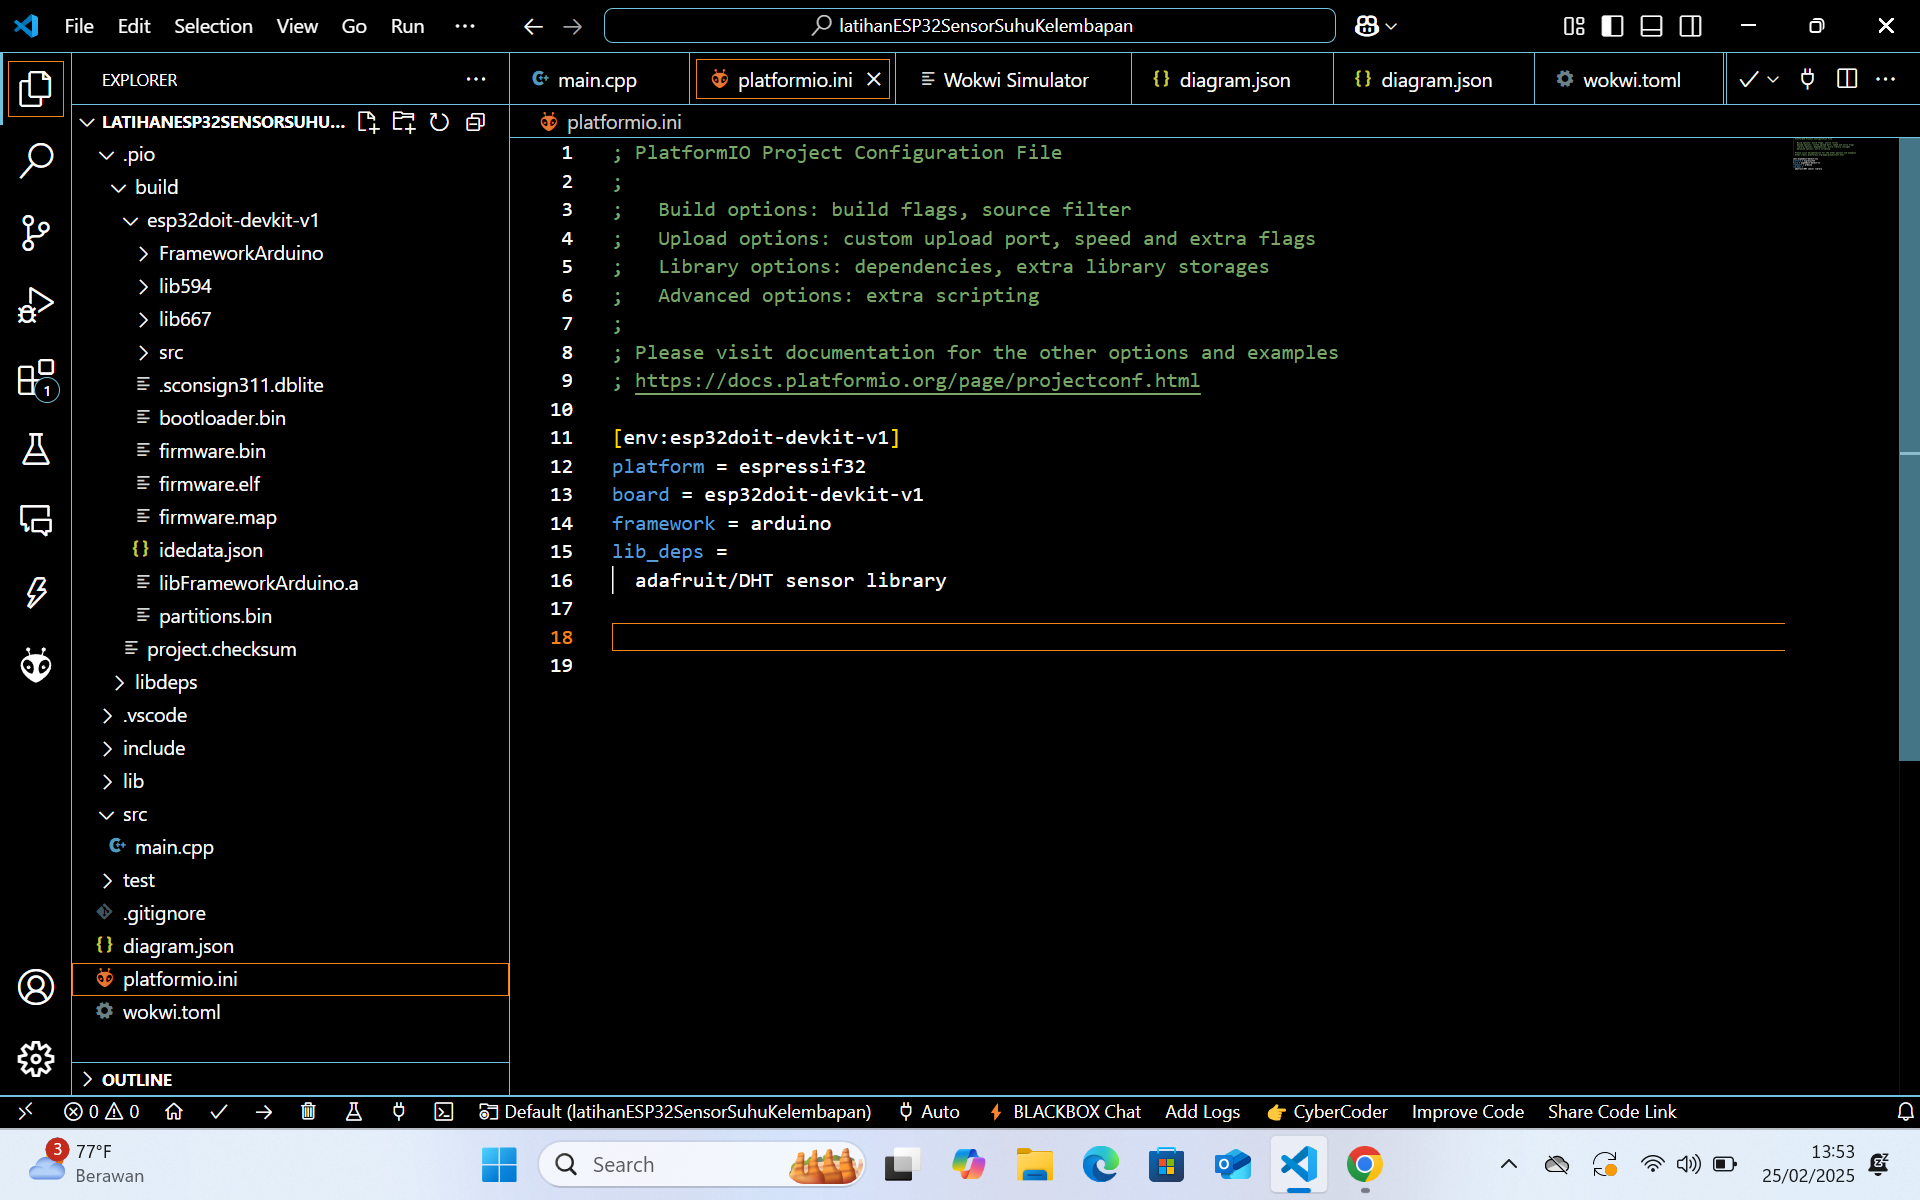 File Edit Selection View Go Run ···
latihanESP32SensorSuhuKelembapan
EXPLORER
LATIHANESP32SENSORSUHU...
.pio
build
esp32doit-devkit-v1
FrameworkArduino
lib594
lib667
src
.sconsign311.dblite
bootloader.bin
firmware.bin
firmware.elf
firmware.map
idedata.json
libFrameworkArduino.a
partitions.bin
project.checksum
libdeps
.vscode
include
lib
src
main.cpp
test
.gitignore
diagram.json
platformio.ini
wokwi.toml
OUTLINE
1
main.cpp platformio.ini Wokwi Simulator diagram.json diagram.json wokwi.toml
platformio.ini
1 ; PlatformIO Project Configuration File
2 ;
3 ;   Build options: build flags, source filter
4 ;   Upload options: custom upload port, speed and extra flags
5 ;   Library options: dependencies, extra library storages
6 ;   Advanced options: extra scripting
7 ;
8 ; Please visit documentation for the other options and examples
9 ; https://docs.platformio.org/page/projectconf.html
10
11 [env:esp32doit-devkit-v1]
12 platform = espressif32
13 board = esp32doit-devkit-v1
14 framework = arduino
15 lib_deps =
16   adafruit/DHT sensor library
17
18
19
0 0 Default (latihanESP32SensorSuhuKelembapan) Auto BLACKBOX Chat Add Logs CyberCoder Improve Code Share Code Link
3 77°F
Berawan
Search
13:53
25/02/2025